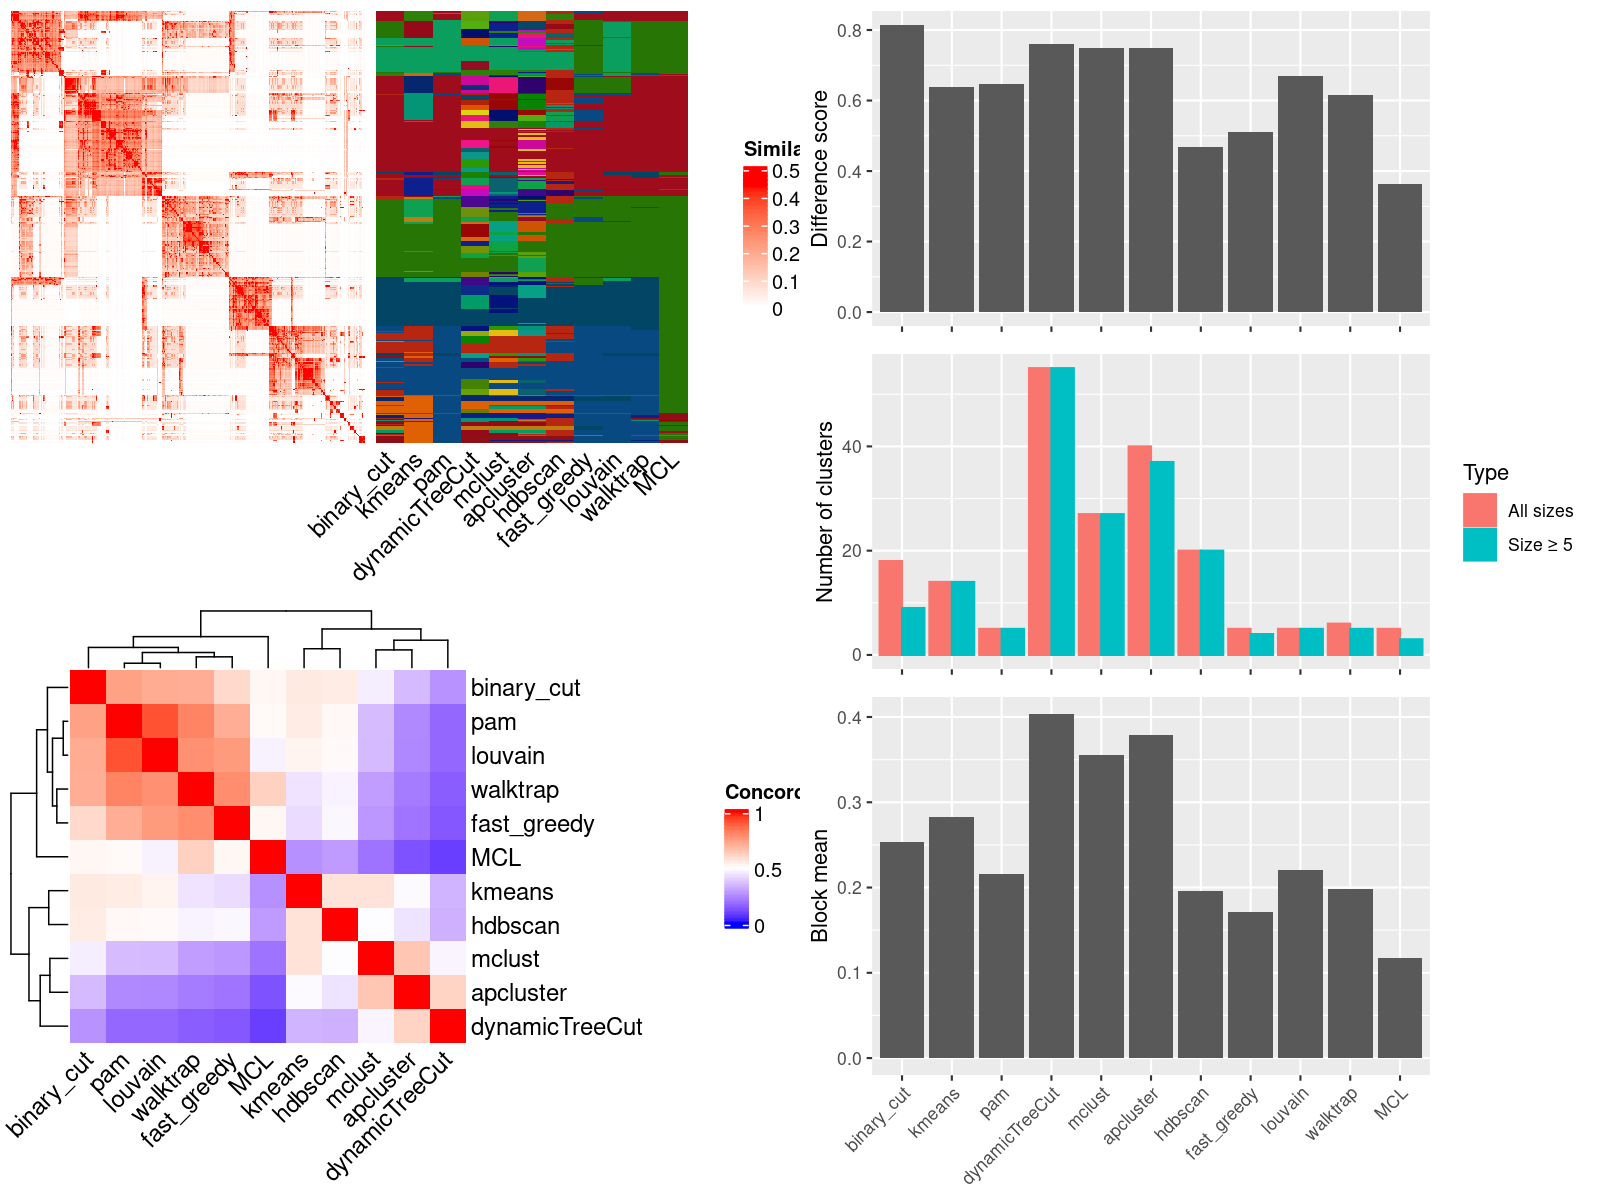 Simila
0.5
0.4
0.3
0.2
0.1
0
binary_cut
kmeans
pam
dynamicTreeCut
mclust
apcluster
hdbscan
fast_greedy
louvain
walktrap
MCL
binary_cut
pam
louvain
walktrap
fast_greedy
MCL
kmeans
hdbscan
mclust
apcluster
dynamicTreeCut
binary_cut
pam
louvain
walktrap
fast_greedy
MCL
kmeans
hdbscan
mclust
apcluster
dynamicTreeCut
Concord
1
0.5
0
Difference score
0.8
0.6
0.4
0.2
0.0
Number of clusters
40
20
0
Type
All sizes
Size ≥ 5
Block mean
0.4
0.3
0.2
0.1
0.0
binary_cut
kmeans
pam
dynamicTreeCut
mclust
apcluster
hdbscan
fast_greedy
louvain
walktrap
MCL